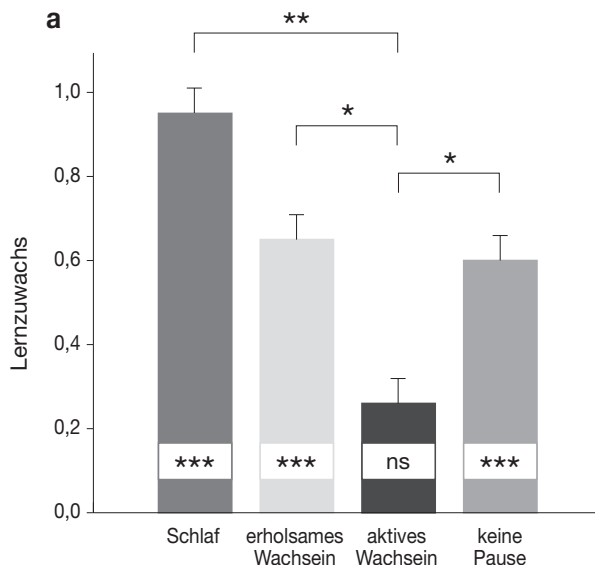 a
**
*
*
1,0
0,8
0,6
0,4
0,2
0,0
Lernzuwachs
***
***
ns
***
Schlaf
erholsames
Wachsein
aktives
Wachsein
keine
Pause